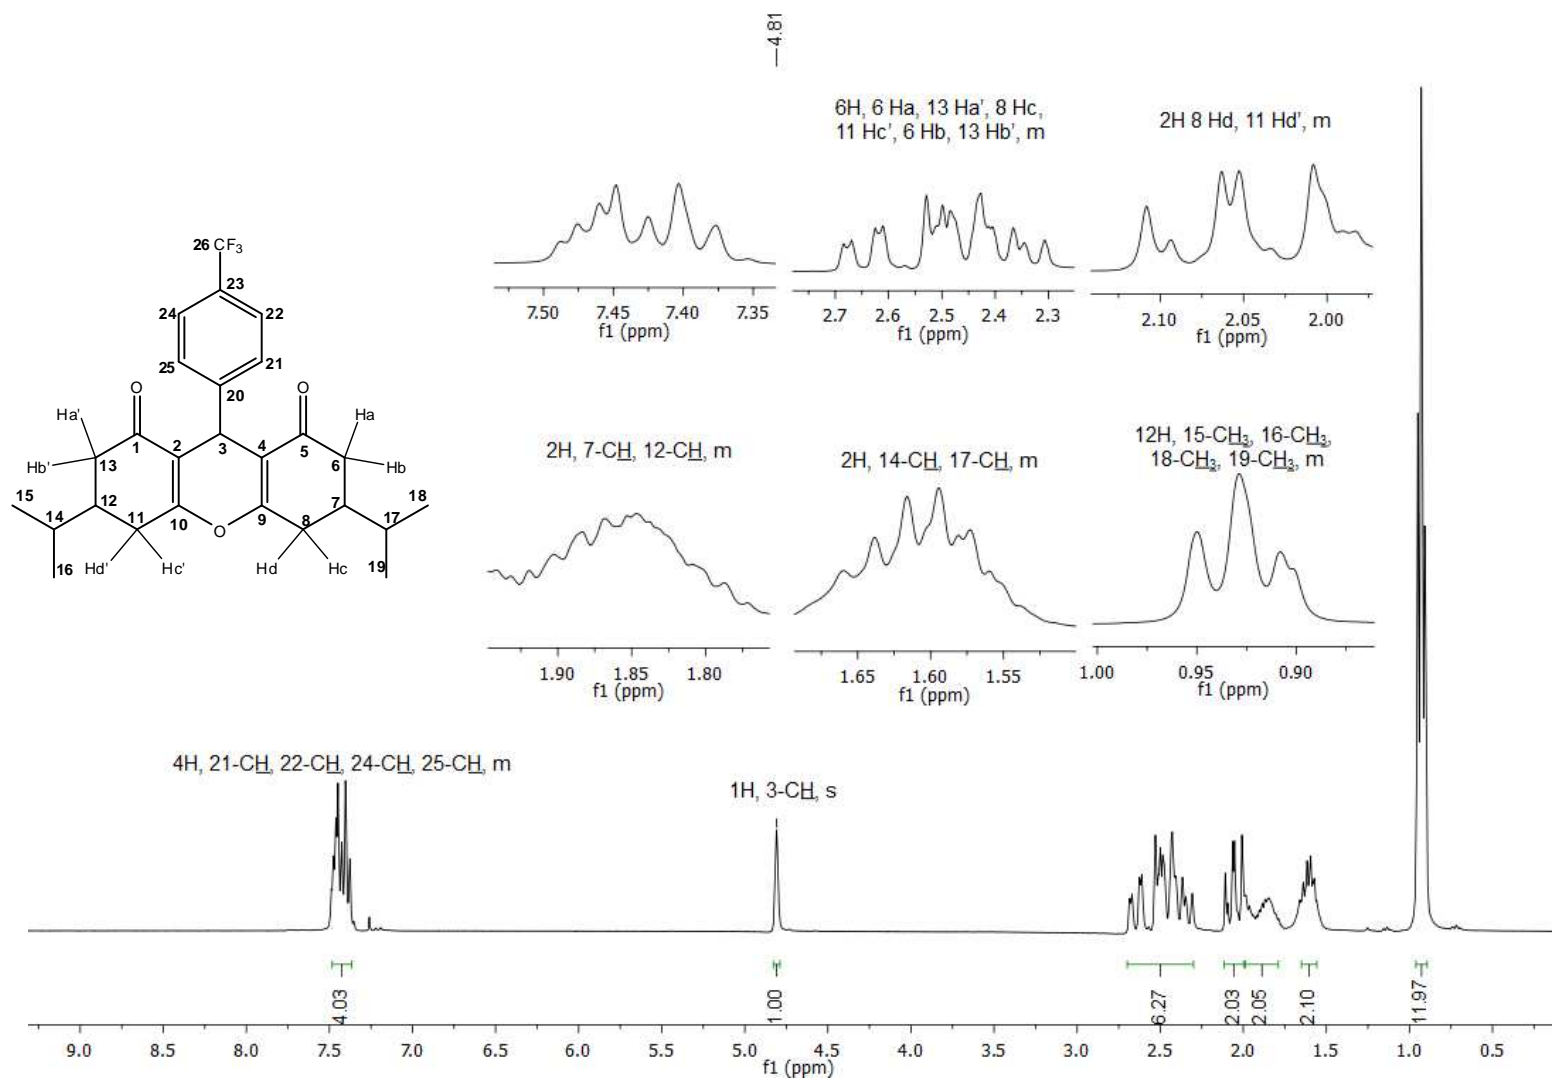 4.81
6H, 6 Ha, 13 Ha', 8 Hc,
11 Hc', 6 Hb, 13 Hb', m
2H 8 Hd, 11 Hd', m
7.50 7.45 7.40 7.35
f1 (ppm)
2.7 2.6 2.5 2.4 2.3
f1 (ppm)
2.10 2.05 2.00
f1 (ppm)
26 CF3
23
24 22
25 21
20
O O
Ha' Ha
1 2 3 4 5
Hb' 13 6 Hb
15 12 7 18
14 11 10 O 9 8 17
16 Hd' Hc' Hd Hc 19
2H, 7-CH, 12-CH, m
2H, 14-CH, 17-CH, m
12H, 15-CH3, 16-CH3,
18-CH3, 19-CH3, m
1.90 1.85 1.80
f1 (ppm)
1.65 1.60 1.55
f1 (ppm)
1.00 0.95 0.90
f1 (ppm)
4H, 21-CH, 22-CH, 24-CH, 25-CH, m
1H, 3-CH, s
4.03 1.00 6.27 2.03 2.05 2.10 11.97
9.0 8.5 8.0 7.5 7.0 6.5 6.0 5.5 5.0 4.5 4.0 3.5 3.0 2.5 2.0 1.5 1.0 0.5
f1 (ppm)